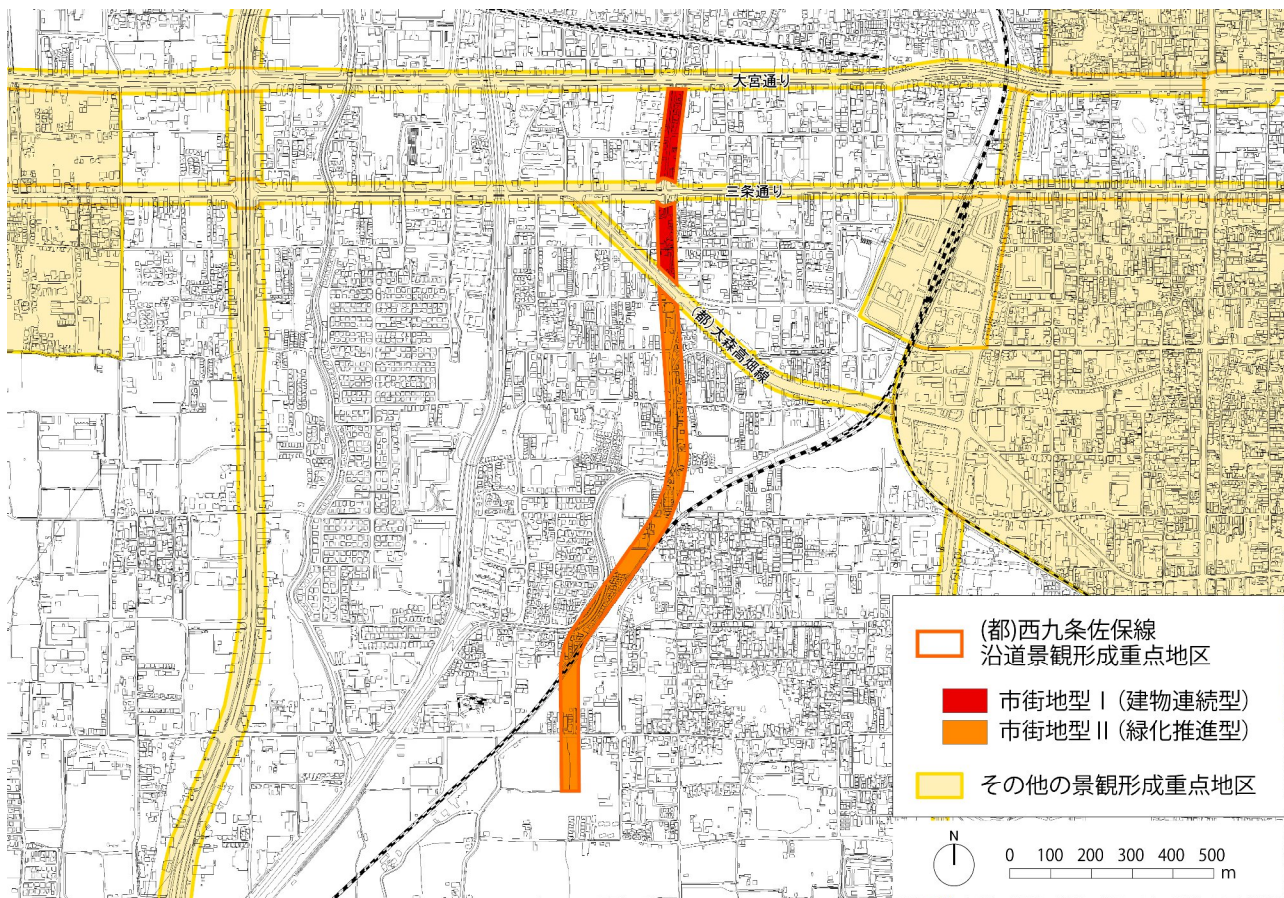 大宮通り
三条通り
(都)大森高畑線
(都)西九条佐保線
沿道景観形成重点地区
市街地型Ⅰ(建物連続型)
市街地型Ⅱ(緑化推進型)
その他の景観形成重点地区
N
0 100 200 300 400 500
m